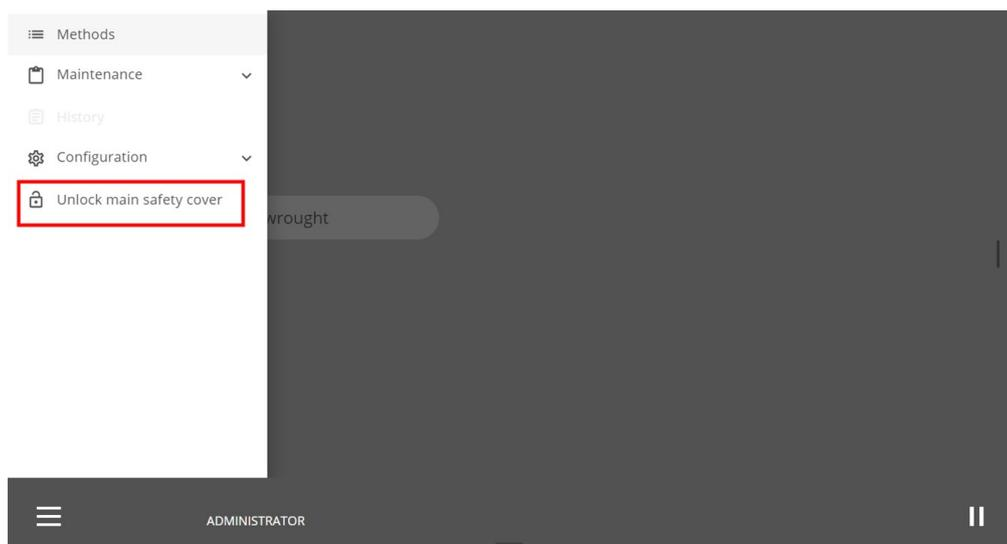 Methods
Maintenance
History
Configuration
Unlock main safety cover
wrought
ADMINISTRATOR